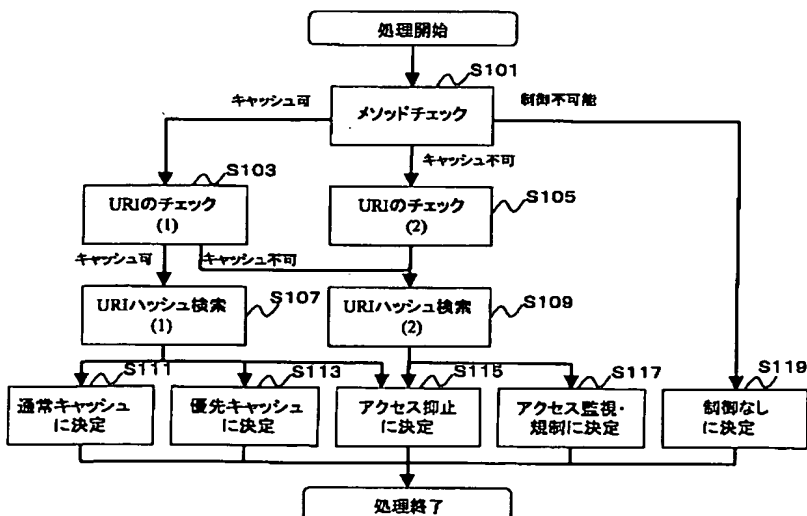 処理開始
S101
メソッドチェック
キャッシュ可
制御不可能
キャッシュ不可
S103
URIのチェック
(1)
S105
URIのチェック
(2)
キャッシュ可
キャッシュ不可
S107
URIハッシュ検索
(1)
S109
URIハッシュ検索
(2)
S111
通常キャッシュ
に決定
S113
優先キャッシュ
に決定
S115
アクセス抑止
に決定
S117
アクセス監視・
規制に決定
S119
制御なし
に決定
処理終了